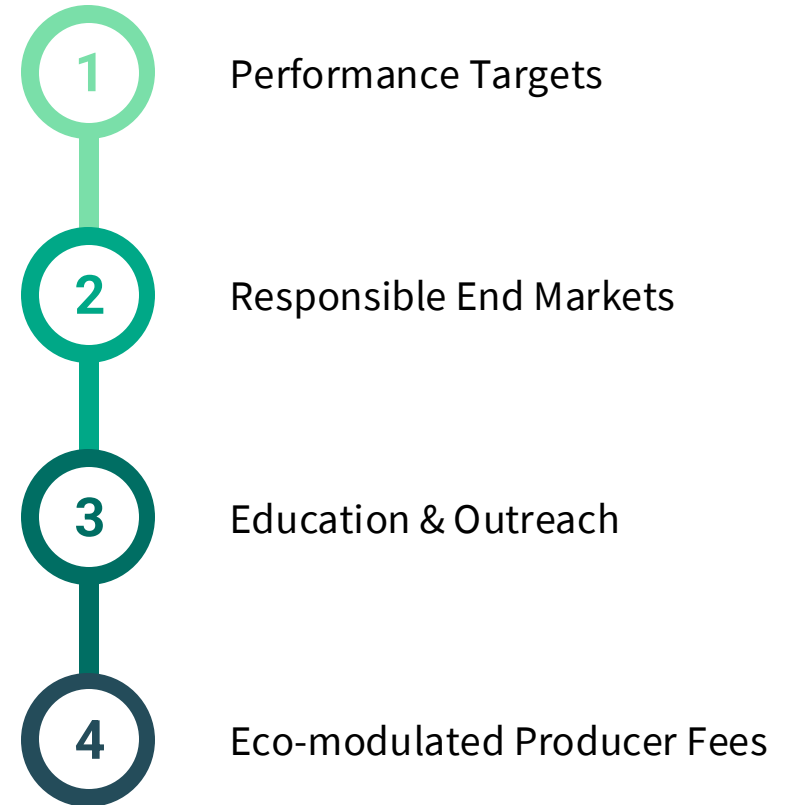 1
Performance Targets
2
Responsible End Markets
3
Education & Outreach
4
Eco-modulated Producer Fees